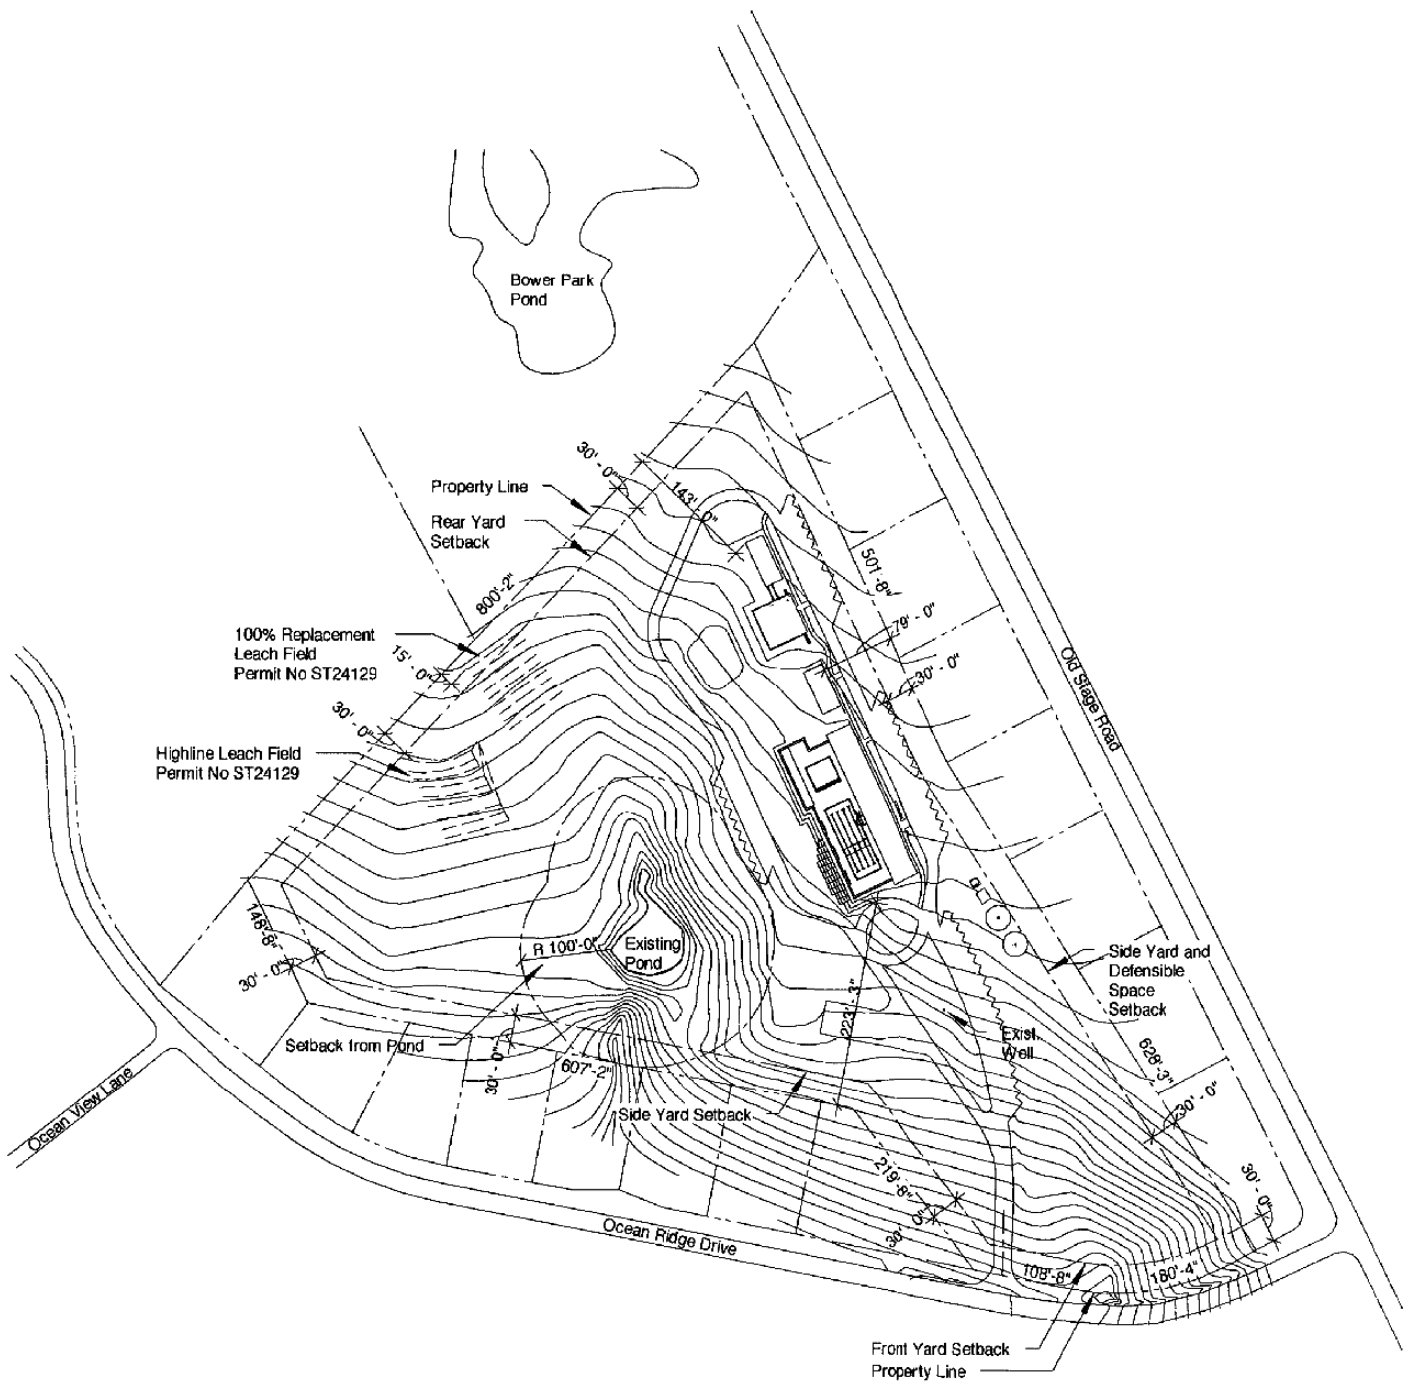 Bower Park
Pond
30' - 0"
Property Line
143' - 0"
Rear Yard
Setback
501'-8"
800'-2"
79' - 0"
100% Replacement
Leach Field
Permit No ST24129
15' - 0"
30' - 0"
Old Stage Road
30' - 0"
Highline Leach Field
Permit No ST24129
148'-8"
R 100'-0"
Existing
Pond
Side Yard and
Defensible
Space
Setback
30' - 0"
223'-3"
Exist.
Well
Setback from Pond
30' - 0"
607'-2"
628'-3"
Ocean View Lane
Side Yard Setback
30' - 0"
219'-8"
30' - 0"
30' - 0"
Ocean Ridge Drive
108'-8"
180'-4"
Front Yard Setback
Property Line